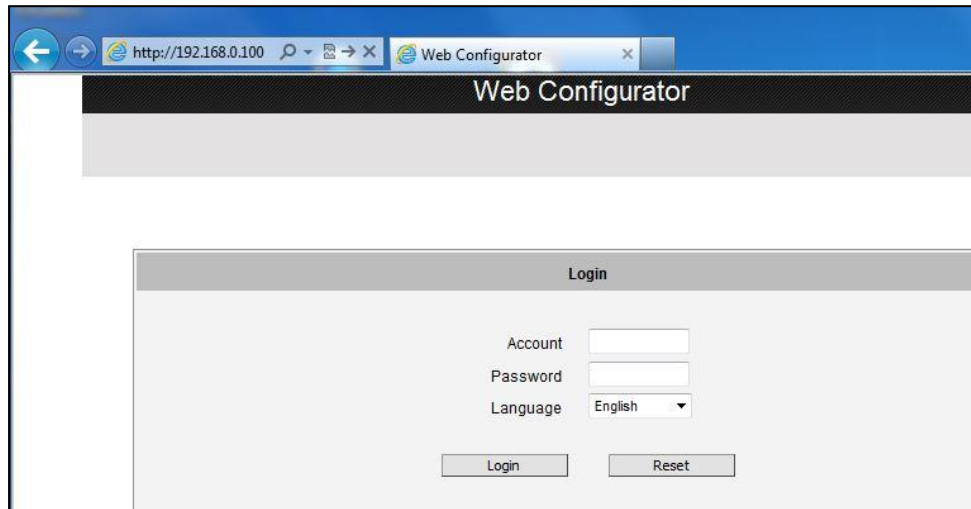 http://192.168.0.100 Web Configurator
Web Configurator
Login
Account
Password
Language English
Login Reset